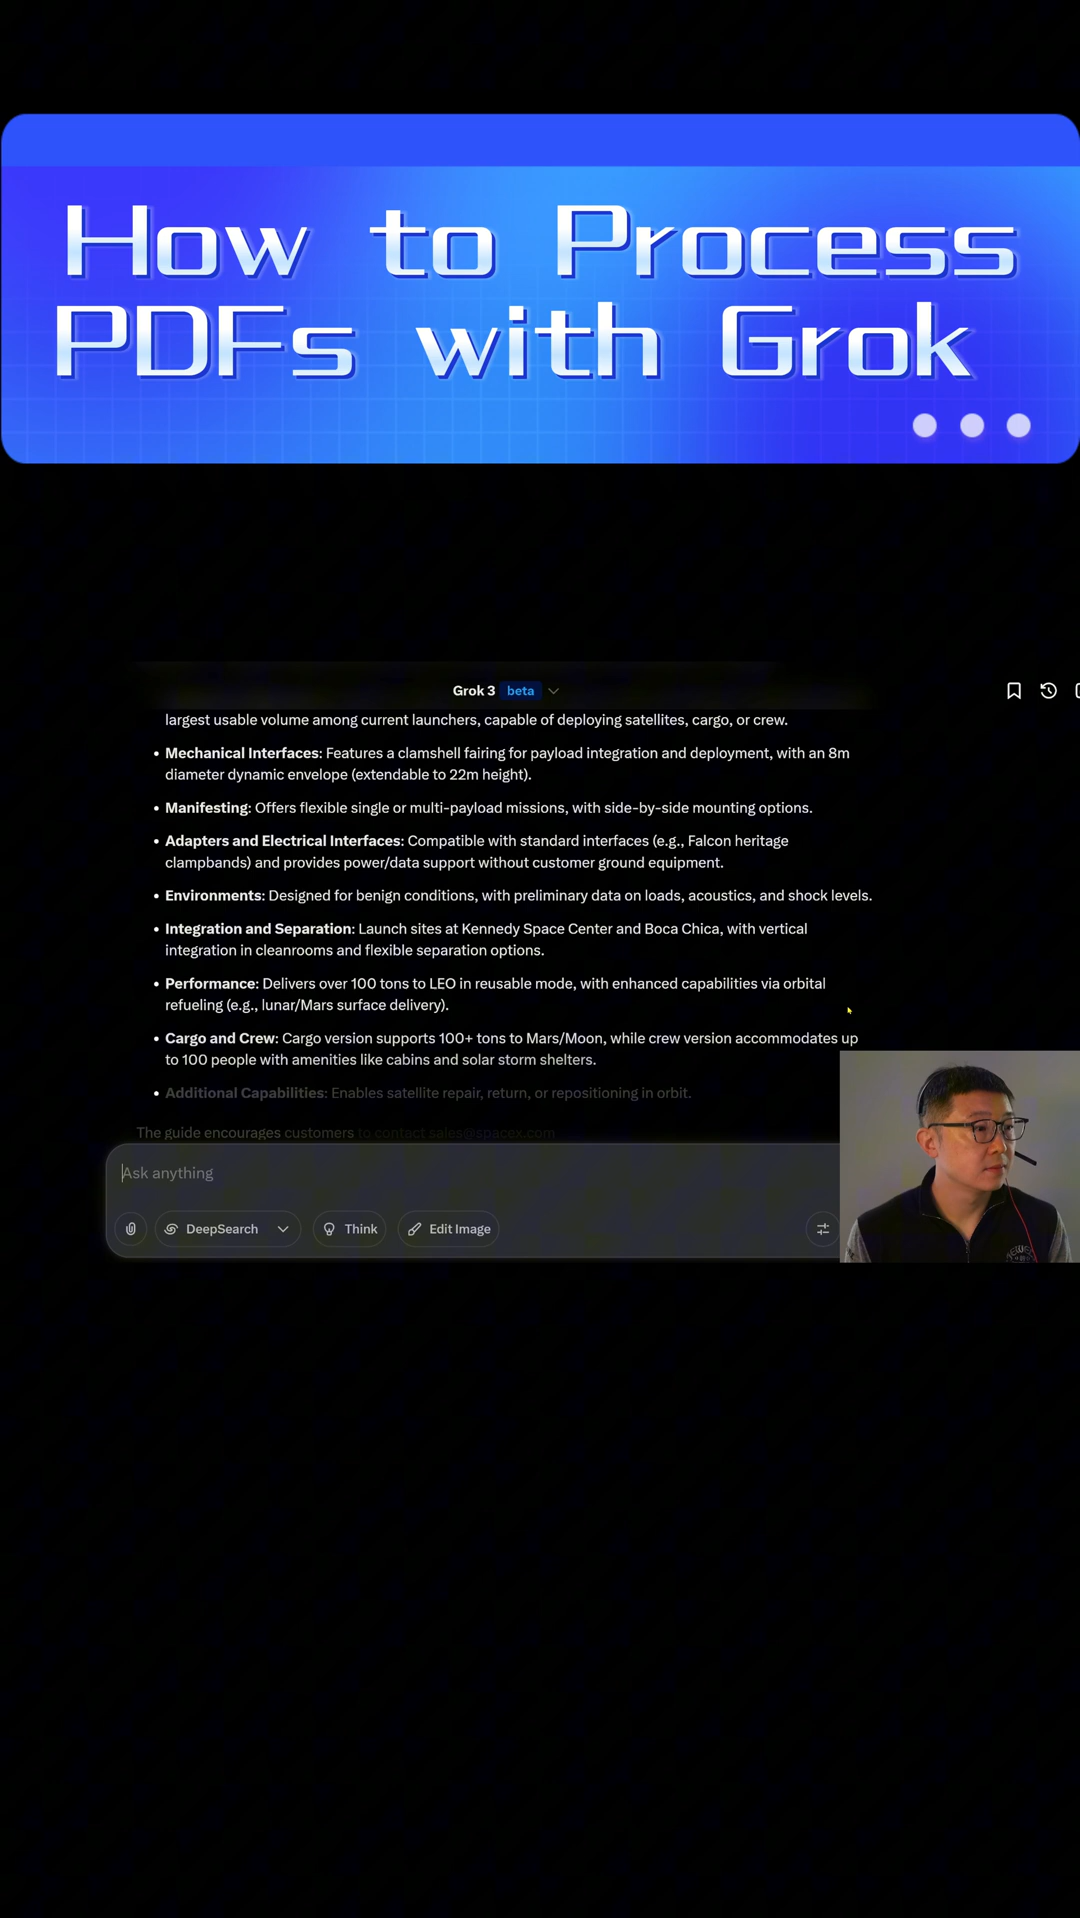 How to Process
PDFs with Grok
Grok 3 beta
largest usable volume among current launchers, capable of deploying satellites, cargo, or crew.
• Mechanical Interfaces: Features a clamshell fairing for payload integration and deployment, with an 8m
diameter dynamic envelope (extendable to 22m height).
• Manifesting: Offers flexible single or multi-payload missions, with side-by-side mounting options.
• Adapters and Electrical Interfaces: Compatible with standard interfaces (e.g., Falcon heritage
clampbands) and provides power/data support without customer ground equipment.
• Environments: Designed for benign conditions, with preliminary data on loads, acoustics, and shock levels.
• Integration and Separation: Launch sites at Kennedy Space Center and Boca Chica, with vertical
integration in cleanrooms and flexible separation options.
• Performance: Delivers over 100 tons to LEO in reusable mode, with enhanced capabilities via orbital
refueling (e.g., lunar/Mars surface delivery).
• Cargo and Crew: Cargo version supports 100+ tons to Mars/Moon, while crew version accommodates up
to 100 people with amenities like cabins and solar storm shelters.
• Additional Capabilities: Enables satellite repair, return, or repositioning in orbit.
The guide encourages customers to contact sales@spacex.com
Ask anything
DeepSearch Think Edit Image